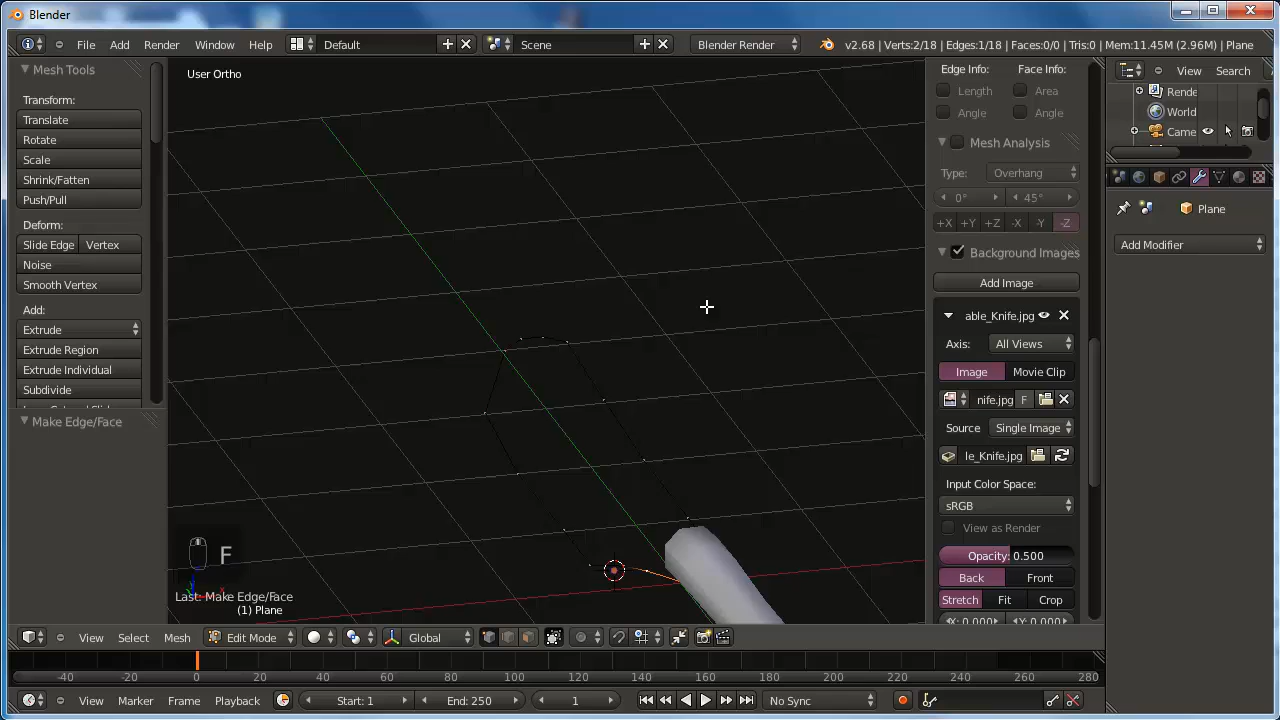 Blender
File Add Render Window Help Default Scene Blender Render v2.68 | Verts:2/18 | Edges:1/18 | Faces:0/0 | Tris:0 | Mem:11.45M (2.96M) | Plane
Mesh Tools
Transform:
Translate
Rotate
Scale
Shrink/Fatten
Push/Pull
Deform:
Slide Edge Vertex
Noise
Smooth Vertex
Add:
Extrude
Extrude Region
Extrude Individual
Subdivide
Make Edge/Face
User Ortho
F
Last: Make Edge/Face
(1) Plane
Edge Info: Face Info:
Length Area
Angle Angle
Mesh Analysis
Type: Overhang
0° 45°
+X +Y +Z -X -Y -Z
Background Images
Add Image
able_Knife.jpg
Axis: All Views
Image Movie Clip
nife.jpg F
Source Single Image
le_Knife.jpg
Input Color Space:
sRGB
View as Render
Opacity: 0.500
Back Front
Stretch Fit Crop
X: 0.000 Y: 0.000
View Search
Rende
World
Came
Plane
Add Modifier
View Select Mesh Edit Mode Global
-40 -20 0 20 40 60 80 100 120 140 160 180 200 220 240 260 280
View Marker Frame Playback Start: 1 End: 250 1 No Sync